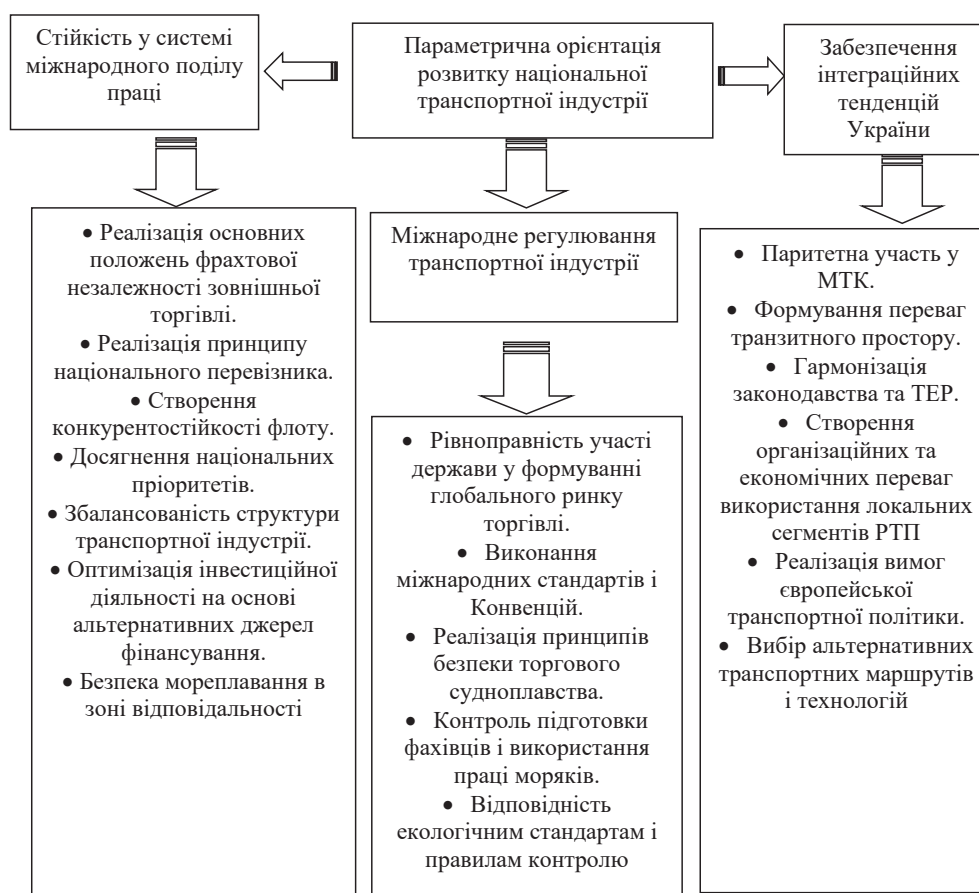 Стійкість у системі
міжнародного поділу
праці
Параметрична орієнтація
розвитку національної
транспортної індустрії
Забезпечення
інтеграційних
тенденцій
України
• Реалізація основних
положень фрахтової
незалежності зовнішньої
торгівлі.
• Реалізація принципу
національного перевізника.
• Створення
конкурентостійкості флоту.
• Досягнення національних
пріоритетів.
• Збалансованість структури
транспортної індустрії.
• Оптимізація інвестиційної
діяльності на основі
альтернативних джерел
фінансування.
• Безпека мореплавання в
зоні відповідальності
Міжнародне регулювання
транспортної індустрії
• Рівноправність участі
держави у формуванні
глобального ринку
торгівлі.
• Виконання
міжнародних стандартів і
Конвенцій.
• Реалізація принципів
безпеки торгового
судноплавства.
• Контроль підготовки
фахівців і використання
праці моряків.
• Відповідність
екологічним стандартам і
правилам контролю
• Паритетна участь у
МТК.
• Формування переваг
транзитного простору.
• Гармонізація
законодавства та ТЕР.
• Створення
організаційних та
економічних переваг
використання локальних
сегментів РТП
• Реалізація вимог
європейської
транспортної політики.
• Вибір альтернативних
транспортних маршрутів
і технологій